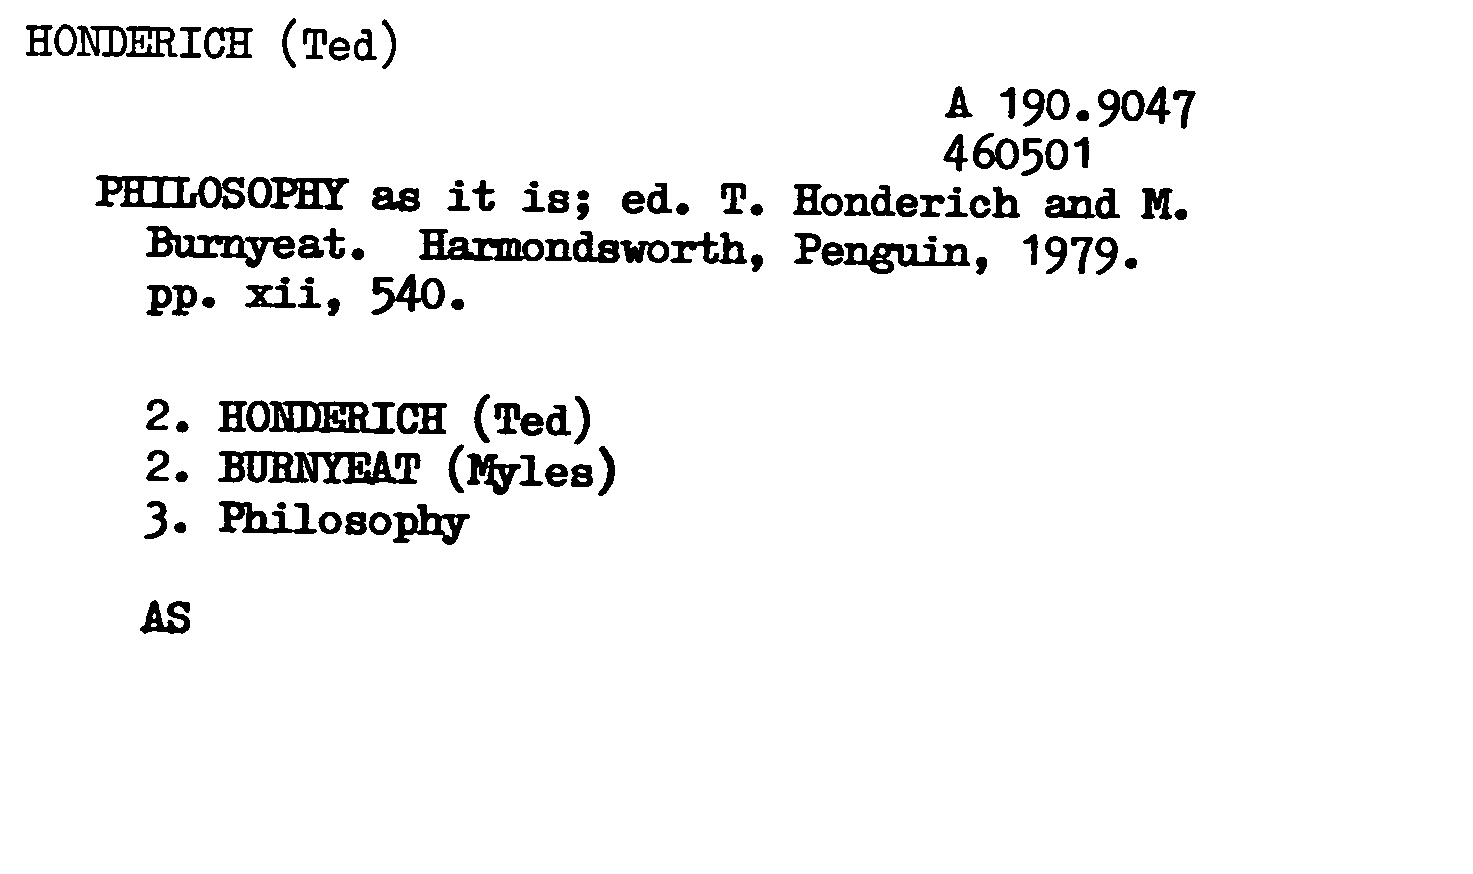 HONDERICH (Ted)
A 190.9047
460501
PHILOSOPHY as it is; ed. T. Honderich and M.
Burnyeat. Harmondsworth, Penguin, 1979.
pp. xii, 540.
2. HONDERICH (Ted)
2. BURNYEAT (Myles)
3. Philosophy
AS